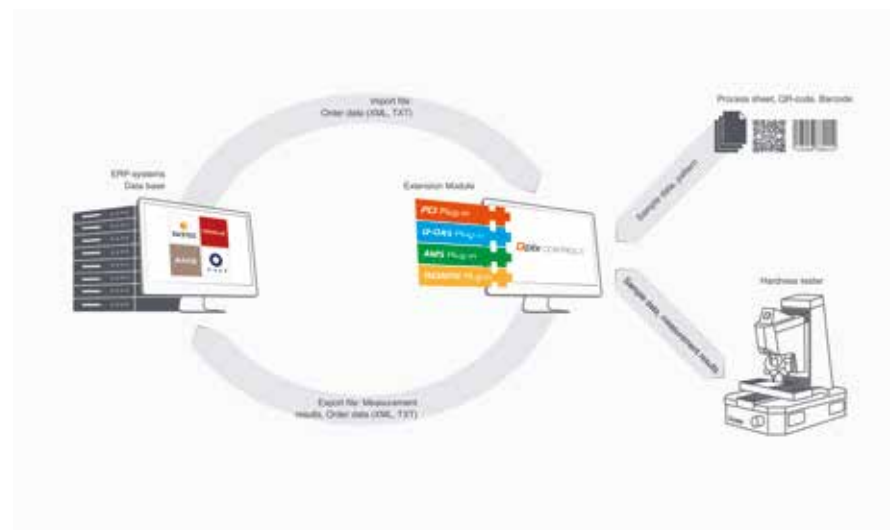 Import file:
Order data (XML, TXT)
Process sheet, QR-code, Barcode
ERP-systems
Data base
Extension Module
Sample data, pattern
Plug-in
Plug-in
AMS Plug-in
Plug-in
CONTROLS
Sample data, measurement results
Hardness tester
Export file: Measurement
results, Order data (XML, TXT)